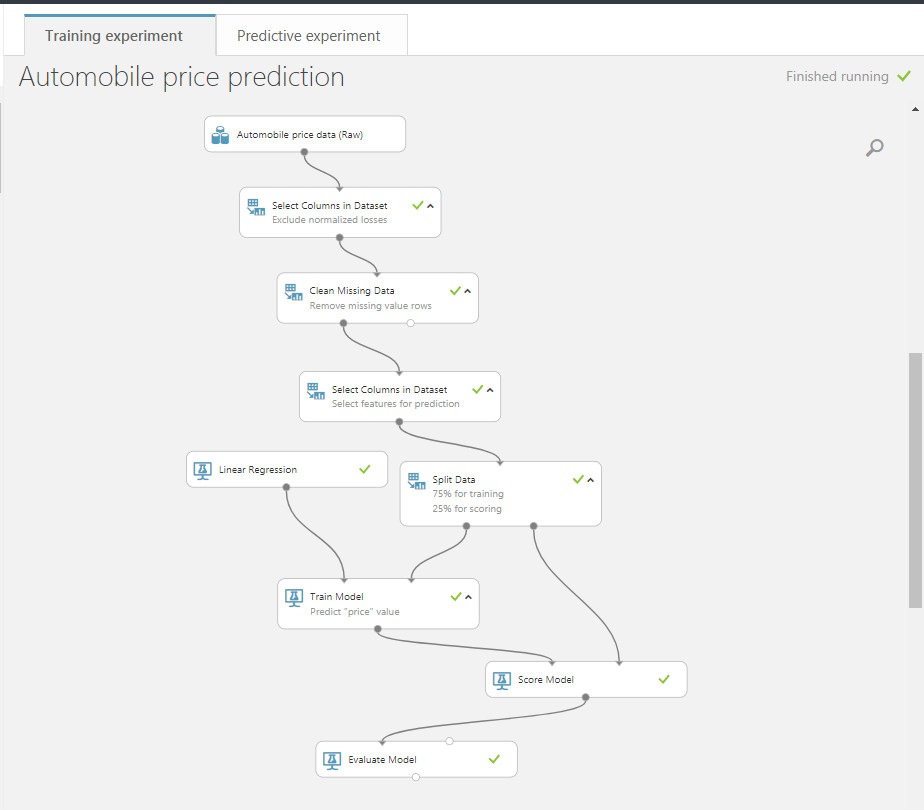 Training experiment
Predictive experiment
Automobile price prediction
Finished running
Automobile price data (Raw)
Select Columns in Dataset
Exclude normalized losses
Clean Missing Data
Remove missing value rows
Select Columns in Dataset
Select features for prediction
Linear Regression
Split Data
75% for training
25% for scoring
Train Model
Predict "price" value
Score Model
Evaluate Model